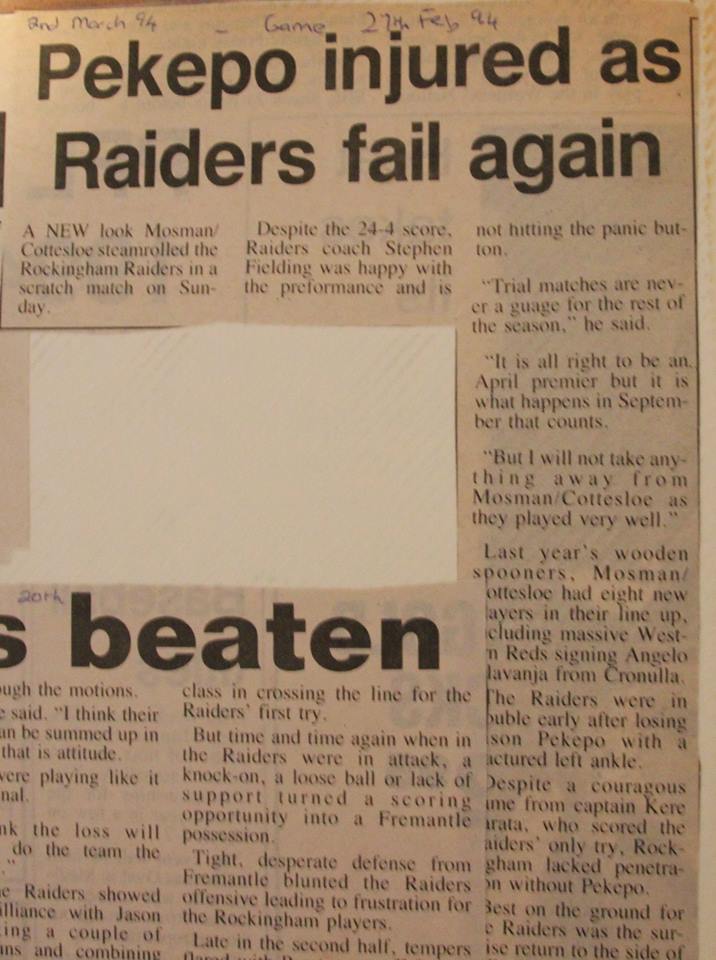 2nd March 94 - Game 27th Feb 94
Pekepo injured as
Raiders fail again
A NEW look Mosman/
Cottesloe steamrolled the
Rockingham Raiders in a
scratch match on Sun-
day.
Despite the 24-4 score,
Raiders coach Stephen
Fielding was happy with
the preformance and is
not hitting the panic but-
ton.
"Trial matches are nev-
er a guage for the rest of
the season," he said.
"It is all right to be an
April premier but it is
what happens in Septem-
ber that counts.
"But I will not take any-
thing away from
Mosman/Cottesloe as
they played very well."
Last year's wooden
spooners, Mosman/
ottesloe had eight new
ayers in their line up,
cluding massive West-
n Reds signing Angelo
lavanja from Cronulla.
The Raiders were in
ouble early after losing
son Pekepo with a
actured left ankle.
Despite a couragous
ame from captain Kere
arata, who scored the
aiders' only try, Rock-
gham lacked penetra-
on without Pekepo.
Best on the ground for
e Raiders was the sur-
ise return to the side of
20th
s beaten
ough the motions.
e said. "I think their
an be summed up in
that is attitude.
were playing like it
nal.
nk the loss will
do the team the
."
e Raiders showed
illiance with Jason
ing a couple of
ns and combining
class in crossing the line for the
Raiders' first try.
But time and time again when in
the Raiders were in attack, a
knock-on, a loose ball or lack of
support turned a scoring
opportunity into a Fremantle
possession.
Tight, desperate defense from
Fremantle blunted the Raiders
offensive leading to frustration for
the Rockingham players.
Late in the second half, tempers